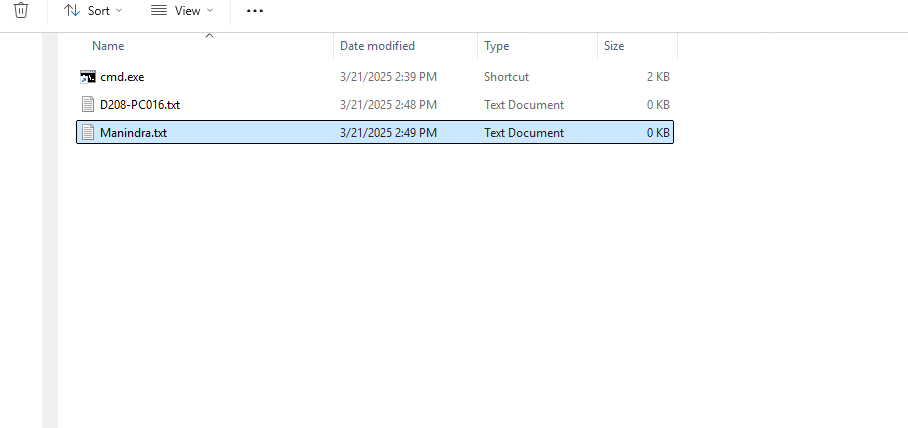 Sort View ...
Name Date modified Type Size
cmd.exe 3/21/2025 2:39 PM Shortcut 2 KB
D208-PC016.txt 3/21/2025 2:48 PM Text Document 0 KB
Manindra.txt 3/21/2025 2:49 PM Text Document 0 KB